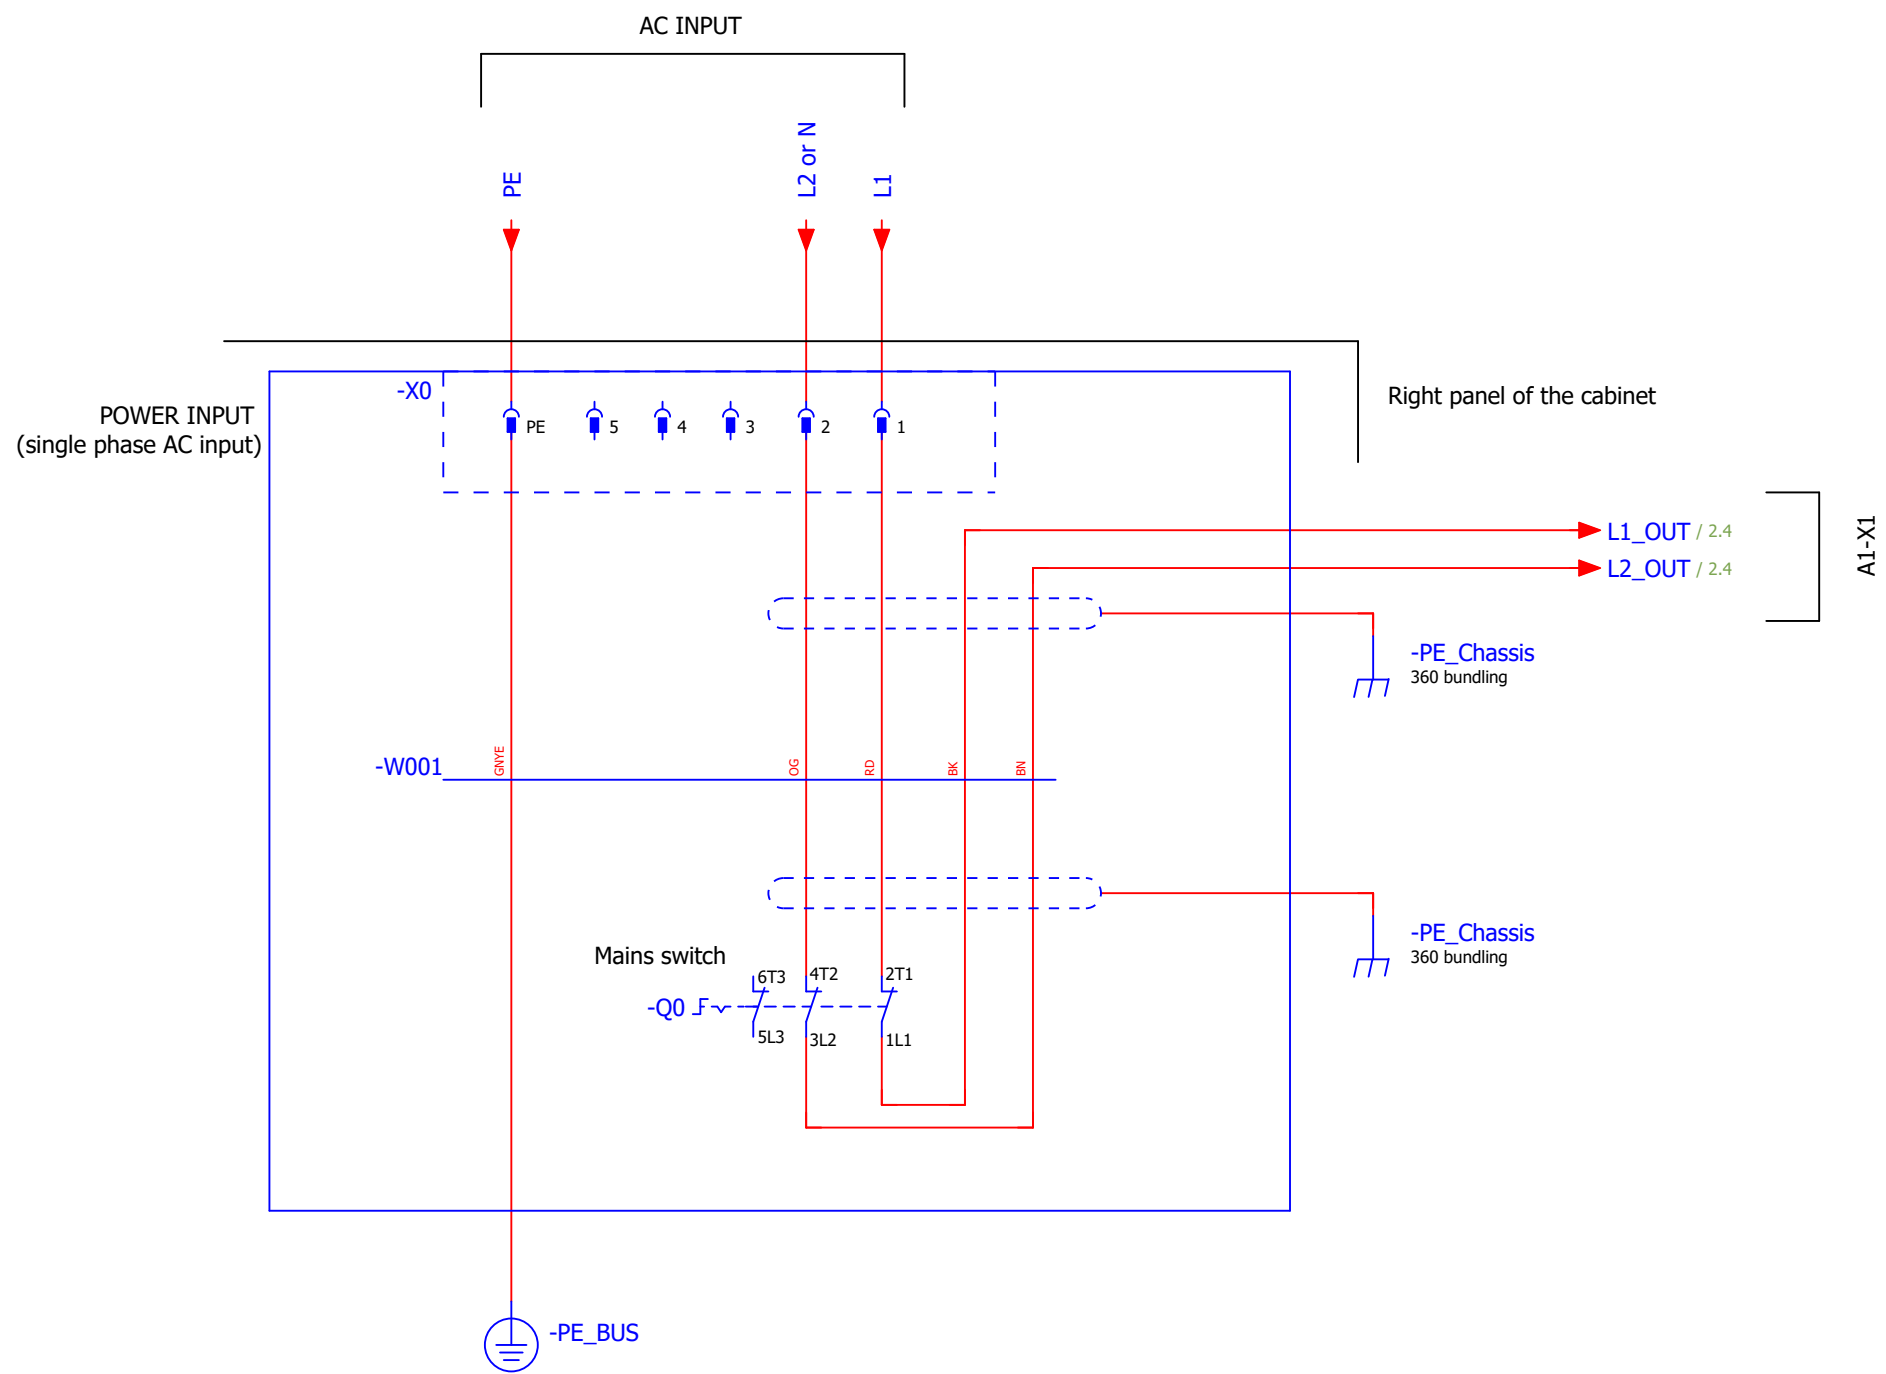 AC INPUT
PE
L2 or N
L1
-X0
POWER INPUT
(single phase AC input)
PE
5
4
3
2
1
Right panel of the cabinet
L1_OUT / 2.4
L2_OUT / 2.4
A1-X1
-PE_Chassis
360 bundling
-W001
GNYE
OG
RD
BK
BN
-PE_Chassis
360 bundling
Mains switch
6T3
4T2
2T1
-Q0
5L3
3L2
1L1
-PE_BUS